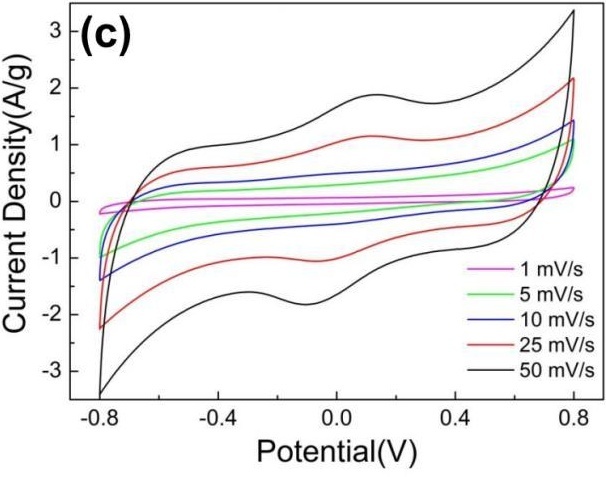 (c)
Current Density(A/g)
3
2
1
0
-1
-2
-3
1 mV/s
5 mV/s
10 mV/s
25 mV/s
50 mV/s
-0.8 -0.4 0.0 0.4 0.8
Potential(V)